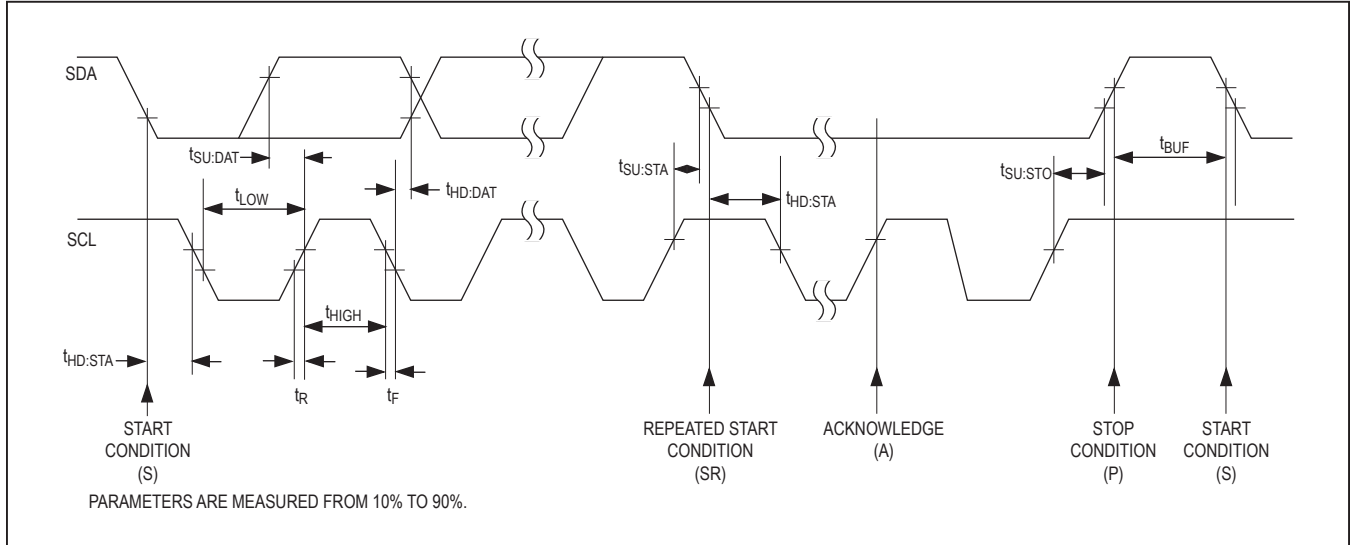 SDA
tSU:DAT
tHD:DAT
tLOW
tSU:STA
tHD:STA
tSU:STO
tBUF
SCL
tHIGH
tHD:STA
tR
tF
START
CONDITION
(S)
REPEATED START
CONDITION
(SR)
ACKNOWLEDGE
(A)
STOP
CONDITION
(P)
START
CONDITION
(S)
PARAMETERS ARE MEASURED FROM 10% TO 90%.